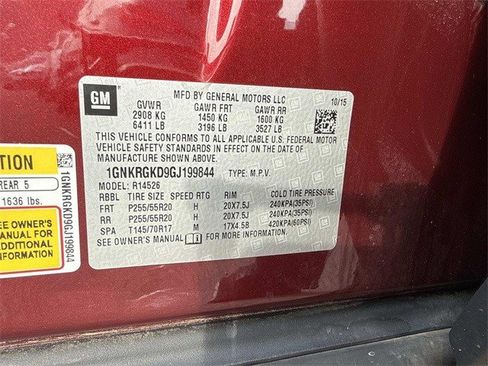 GM
MFD BY GENERAL MOTORS LLC
10/15
GVWR GAWR FRT GAWR RR
2908 KG 1450 KG 1600 KG
6411 LB 3196 LB 3527 LB
THIS VEHICLE CONFORMS TO ALL APPLICABLE U.S. FEDERAL MOTOR
VEHICLE SAFETY AND THEFT PREVENTION STANDARDS IN EFFECT ON THE DATE
OF MANUFACTURE SHOWN ABOVE.
1GNKRGKD9GJ199844 TYPE: M.P.V.
MODEL: R14526
RBBL TIRE SIZE SPEED RTG RIM COLD TIRE PRESSURE
FRT P255/55R20 H 20X7.5J 240KPA(35PSI)
RR P255/55R20 H 20X7.5J 240KPA(35PSI)
SPA T145/70R17 M 17X4.5B 420KPA(60PSI)
SEE OWNER'S MANUAL FOR MORE INFORMATION
TION
REAR 5
1636 lbs.
SEE OWNER'S
MANUAL FOR
ADDITIONAL
INFORMATION
1GNKRGKD9GJ199844